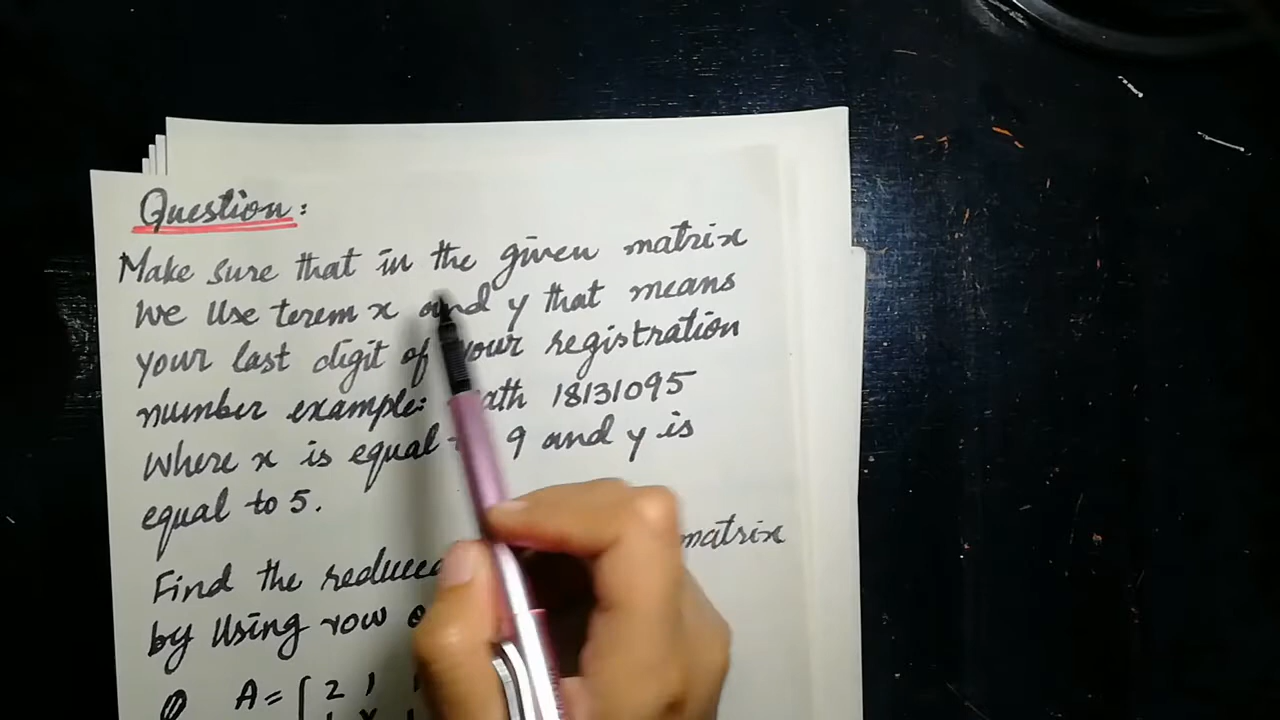 Question:
Make sure that in the given matrix
We Use terem x and y that means
your last digit of your registration
number example: ath 18131095
Where x is equal 9 and y is
equal to 5.
Find the reduced matrix
by Using row
A = [ 2 1